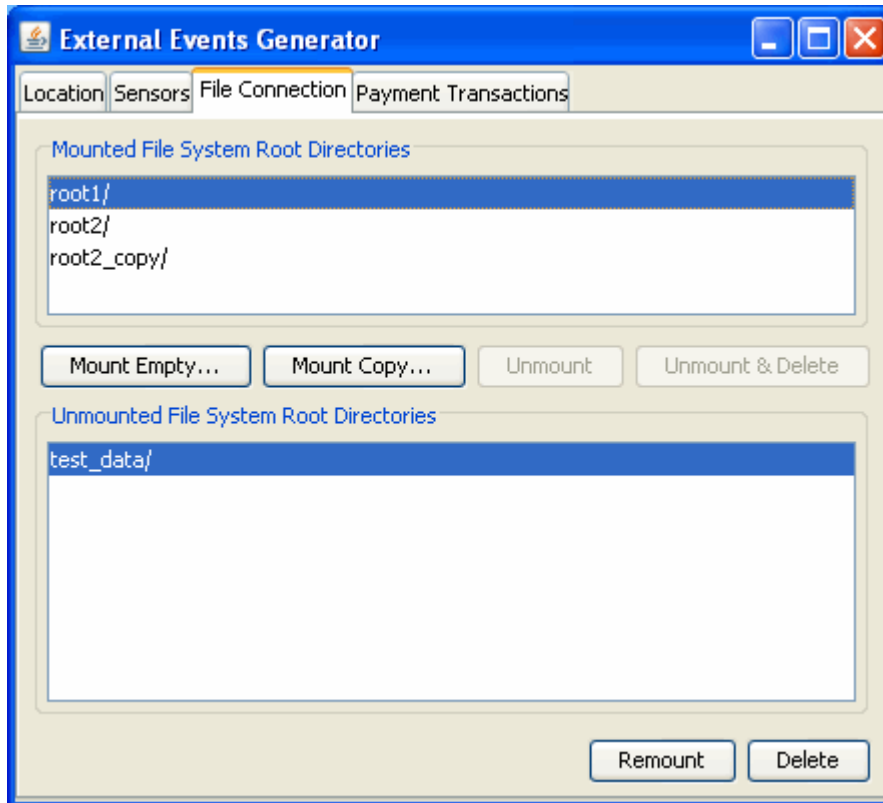 External Events Generator
Location Sensors File Connection Payment Transactions
Mounted File System Root Directories
root1/
root2/
root2_copy/
Mount Empty... Mount Copy... Unmount Unmount & Delete
Unmounted File System Root Directories
test_data/
Remount Delete